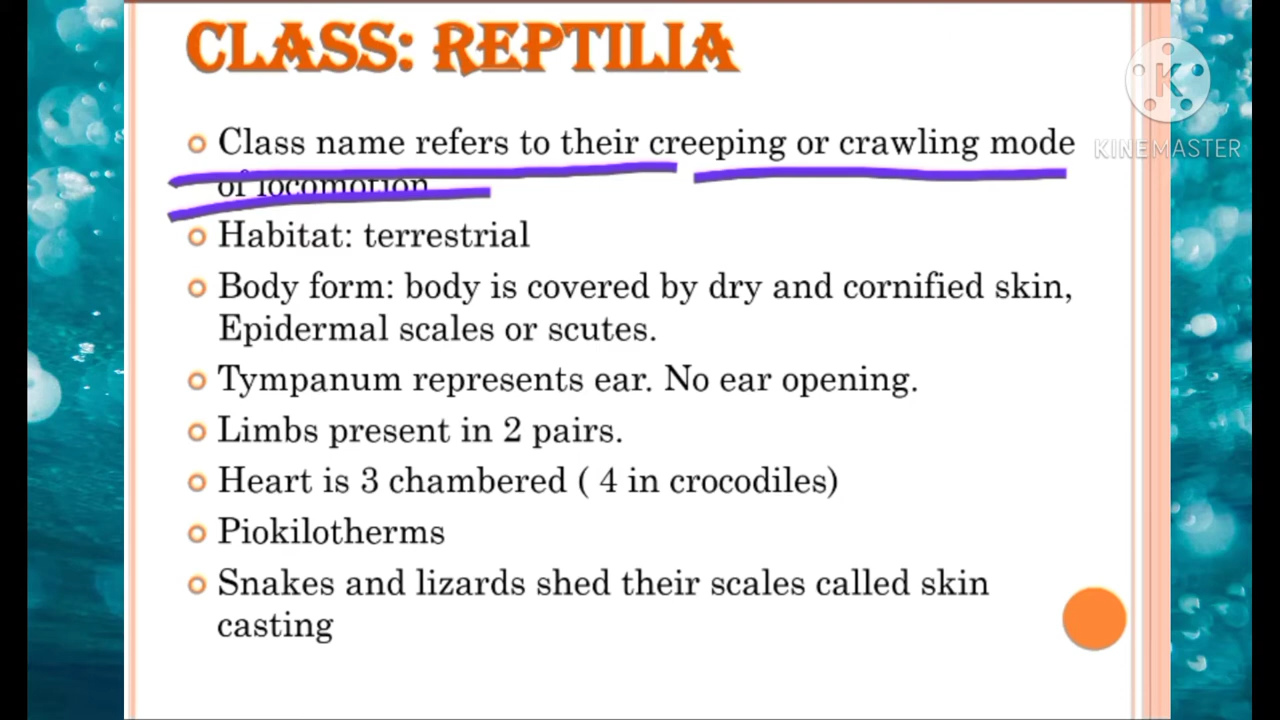 CLASS: REPTILIA
Class name refers to their creeping or crawling mode
of locomotion
Habitat: terrestrial
Body form: body is covered by dry and cornified skin,
Epidermal scales or scutes.
Tympanum represents ear. No ear opening.
Limbs present in 2 pairs.
Heart is 3 chambered ( 4 in crocodiles)
Piokilotherms
Snakes and lizards shed their scales called skin
casting
K
KINEMASTER